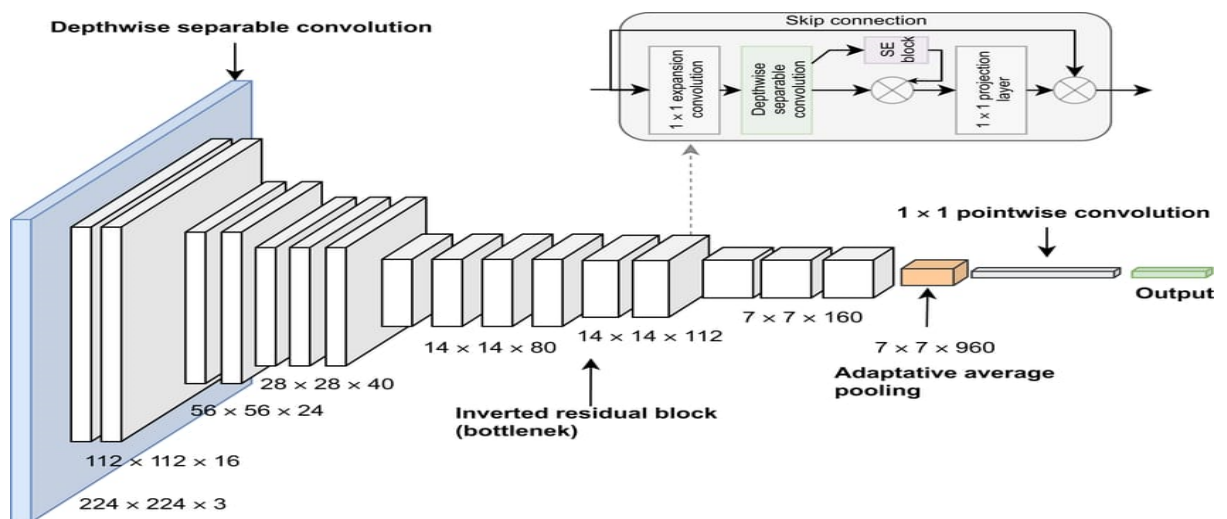 Depthwise separable convolution
Skip connection
1 × 1 expansion
convolution
Depthwise
separable
convolution
SE
block
1 × 1 projection
layer
1 × 1 pointwise convolution
Output
7 × 7 × 960
Adaptative average
pooling
7 × 7 × 160
14 × 14 × 112
14 × 14 × 80
Inverted residual block
(bottlenek)
28 × 28 × 40
56 × 56 × 24
112 × 112 × 16
224 × 224 × 3